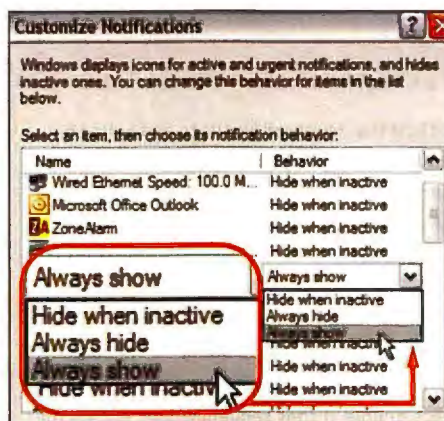 Customize Notifications
Windows displays icons for active and urgent notifications, and hides
inactive ones. You can change this behavior for items in the list
below.
Select an item, then choose its notification behavior:
Name Behavior
Wired Ethernet Speed: 100.0 M... Hide when inactive
Microsoft Office Outlook Hide when inactive
ZA ZoneAlarm Hide when inactive
Hide when inactive
Always show
Always show
Hide when inactive
Always hide
Always show
Hide when inactive
Hide when inactive
Always hide
Always show
Hide when inactive
Hide when inactive
Hide when inactive